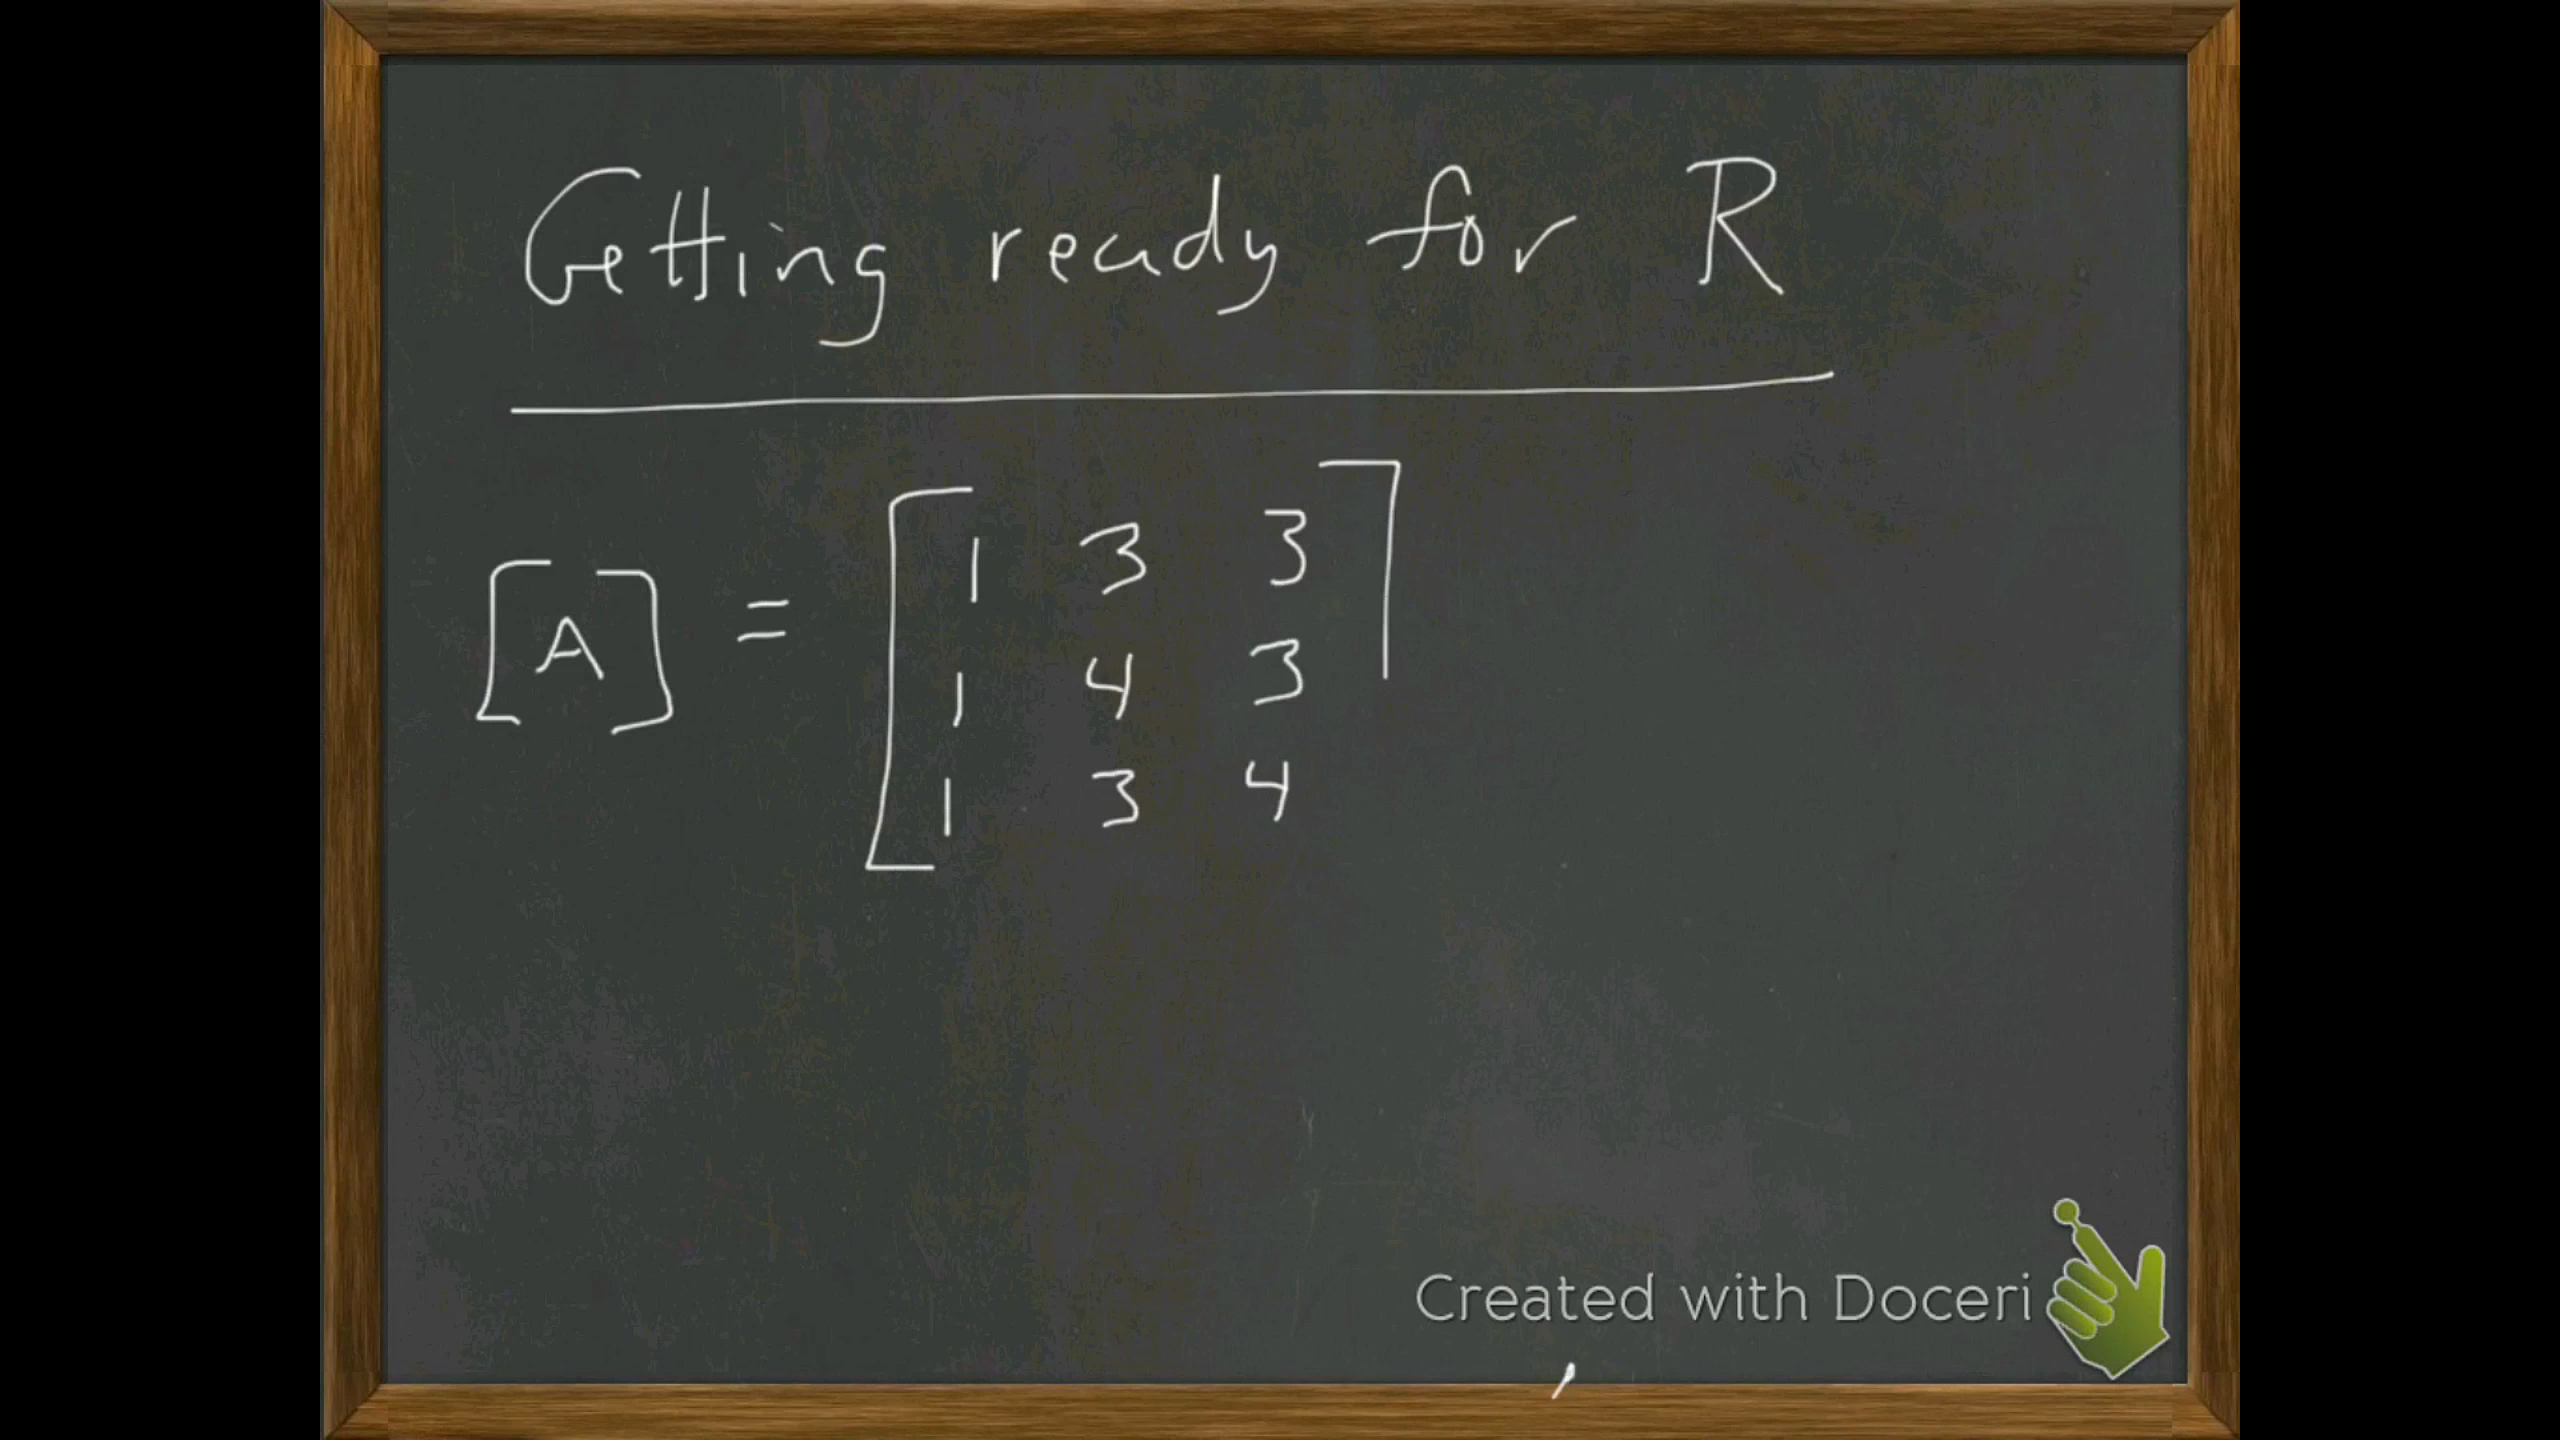 Getting ready for R
[A] = [1 3 3
1 4 3
1 3 4
Created with Doceri